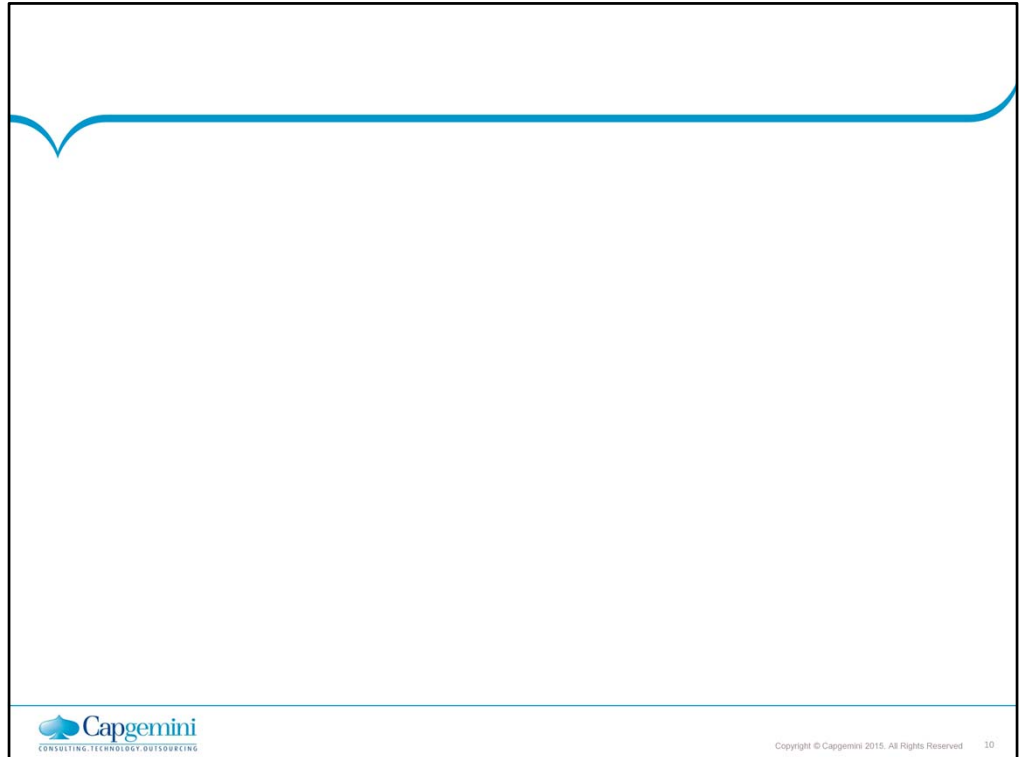 Capgemini
CONSULTING.TECHNOLOGY.OUTSOURCING
Copyright © Capgemini 2015. All Rights Reserved 10